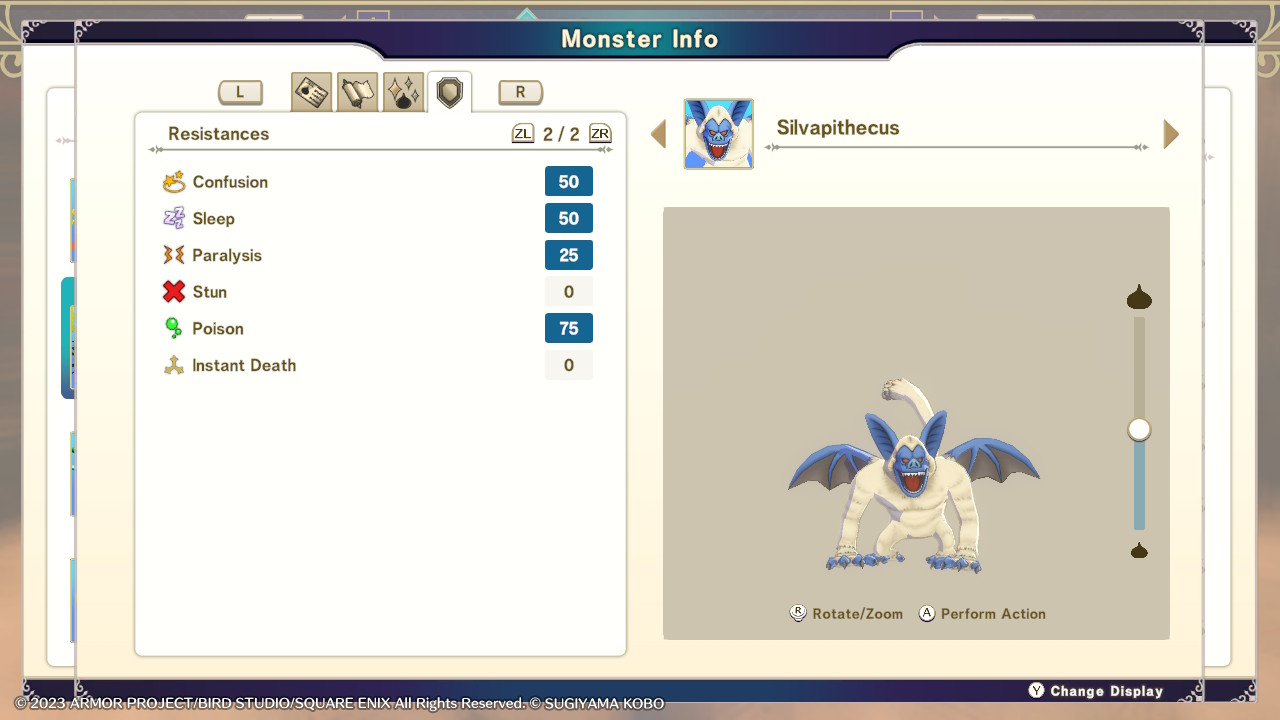 Monster Info
L
R
Resistances
ZL 2 / 2 ZR
Silvapithecus
Confusion 50
Sleep 50
Paralysis 25
Stun 0
Poison 75
Instant Death 0
R Rotate/Zoom A Perform Action
Y Change Display
© 2023 ARMOR PROJECT/BIRD STUDIO/SQUARE ENIX All Rights Reserved. © SUGIYAMA KOBO